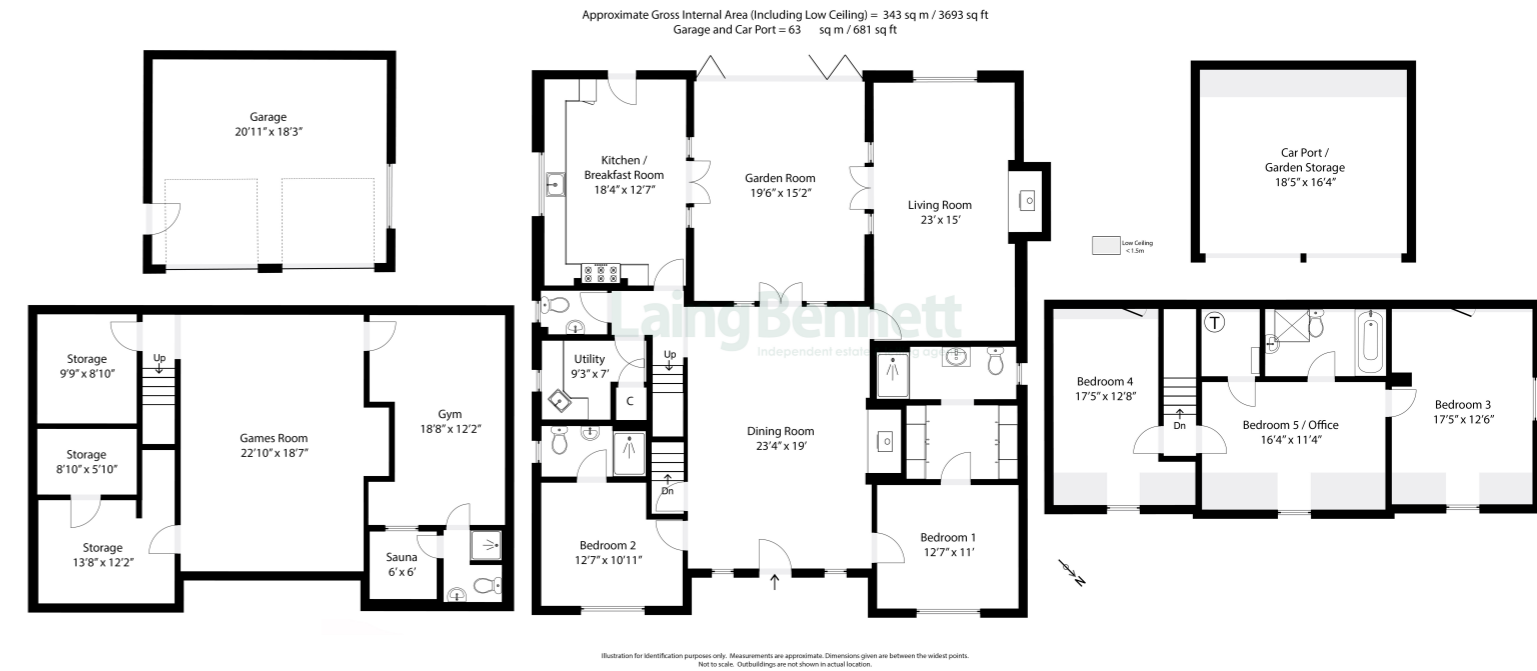 Approximate Gross Internal Area (Including Low Ceiling) = 343 sq m / 3693 sq ft
Garage and Car Port = 63 sq m / 681 sq ft
Garage
20'11" x 18'3"
Kitchen /
Breakfast Room
18'4" x 12'7"
Garden Room
19'6" x 15'2"
Living Room
23' x 15'
Car Port /
Garden Storage
18'5" x 16'4"
Low Ceiling
<1.5m
Laing Bennett
Independent estate
Storage
9'9" x 8'10"
Up
Storage
8'10" x 5'10"
Storage
13'8" x 12'2"
Games Room
22'10" x 18'7"
Gym
18'8" x 12'2"
Sauna
6' x 6'
Utility
9'3" x 7'
C
Up
Dn
Dining Room
23'4" x 19'
Bedroom 2
12'7" x 10'11"
Bedroom 1
12'7" x 11'
Bedroom 4
17'5" x 12'8"
Dn
T
Bedroom 5 / Office
16'4" x 11'4"
Bedroom 3
17'5" x 12'6"
N
Illustration for Identification purposes only. Measurements are approximate. Dimensions given are between the widest points.
Not to scale. Outbuildings are not shown in actual location.